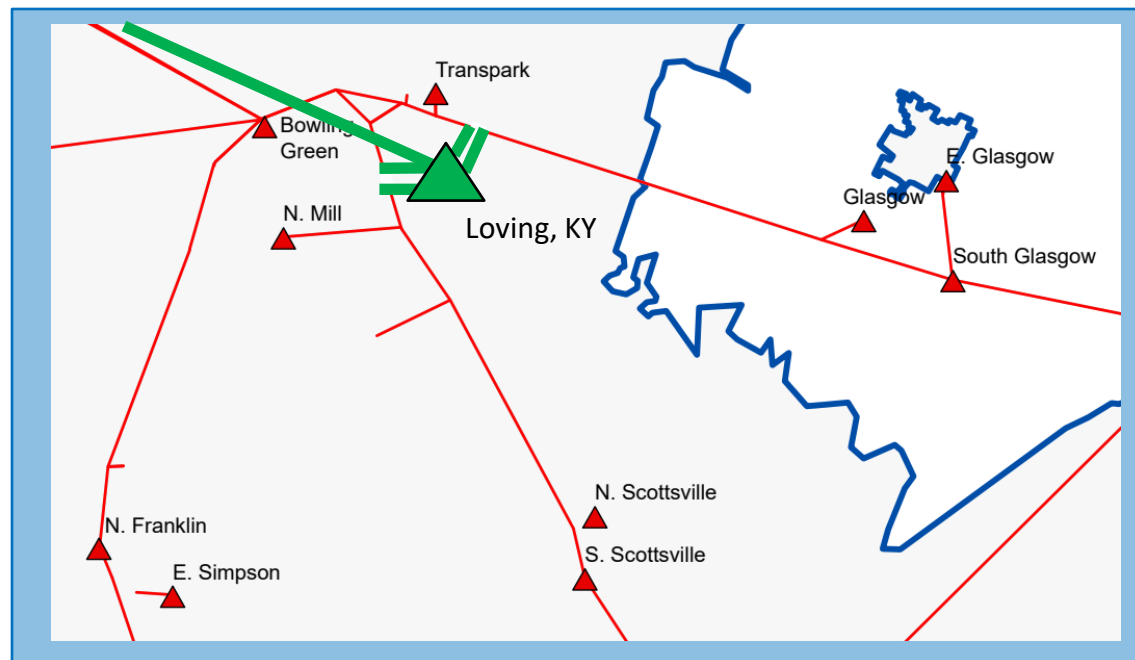 Transpark
Bowling
Green
E. Glasgow
Glasgow
N. Mill
Loving, KY
South Glasgow
N. Scottsville
N. Franklin
S. Scottsville
E. Simpson